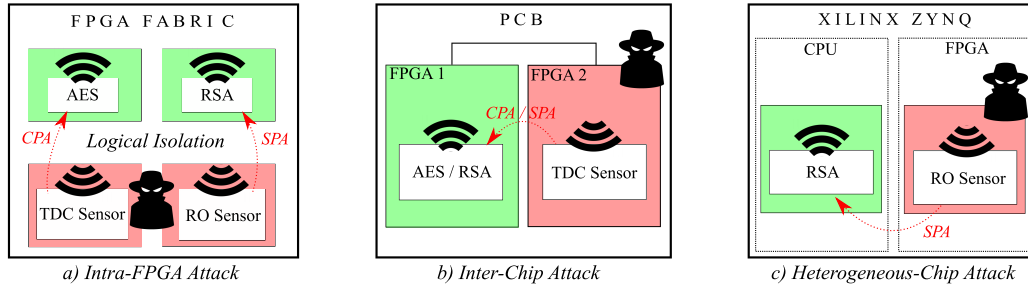 FPGA FABRIC
AES
RSA
CPA
Logical Isolation
SPA
TDC Sensor
RO Sensor
a) Intra-FPGA Attack
PCB
FPGA 1
FPGA 2
CPA / SPA
AES / RSA
TDC Sensor
b) Inter-Chip Attack
XILINX ZYNQ
CPU
FPGA
RSA
RO Sensor
SPA
c) Heterogeneous-Chip Attack